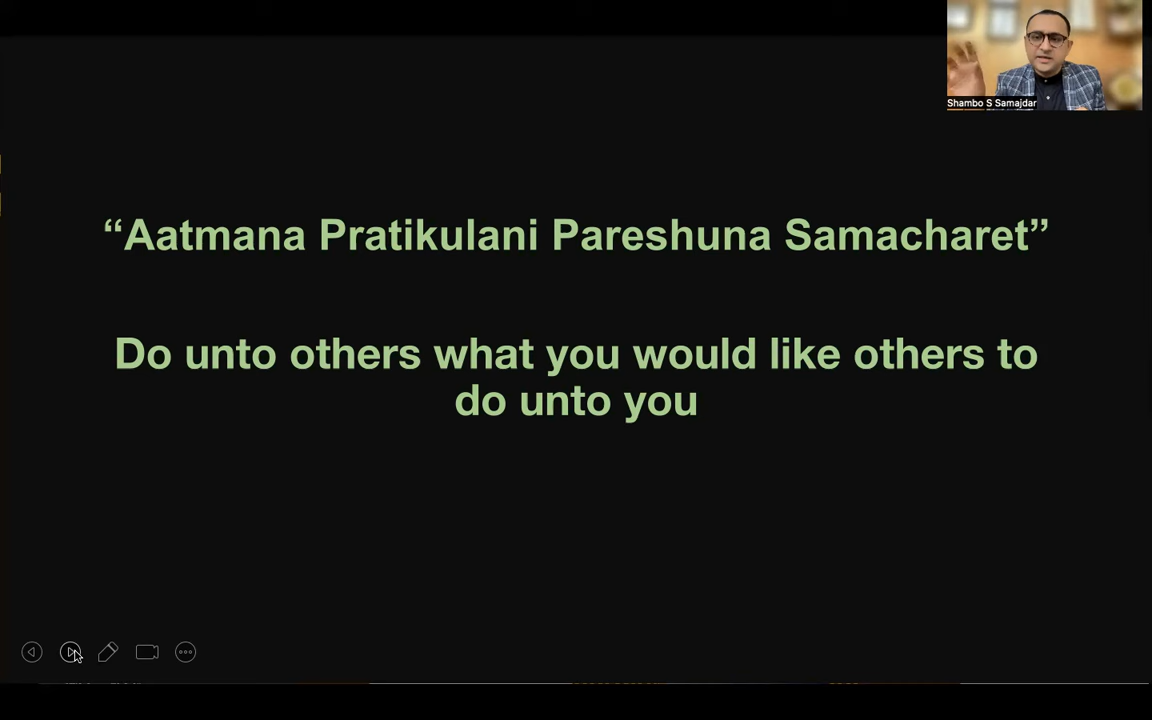 Shambo S Samajdar
“Aatmana Pratikulani Pareshuna Samacharet”
Do unto others what you would like others to
do unto you